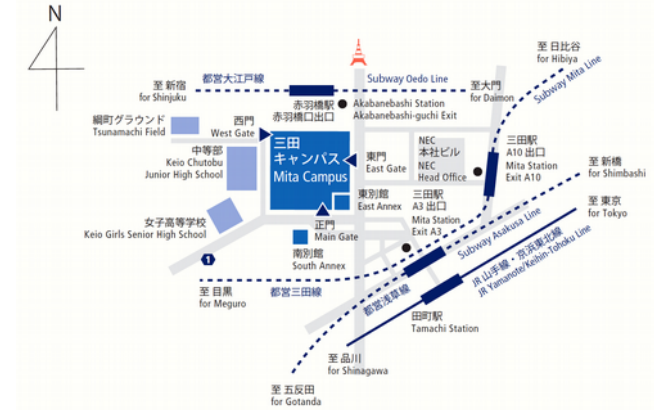 N
至 日比谷
for Hibiya
Subway Mita Line
都営大江戸線
Subway Oedo Line
至 新宿
for Shinjuku
至大門
for Daimon
赤羽橋駅
赤羽橋口出口
Akabanebashi Station
Akabanebashi-guchi Exit
綱町グラウンド
Tsunamachi Field
西門
West Gate
三田
キャンパス
Mita Campus
NEC
本社ビル
NEC
Head Office
三田駅
A10 出口
Mita Station
Exit A10
中等部
Keio Chutobu
Junior High School
東門
East Gate
至 新橋
for Shimbashi
東別館
East Annex
三田駅
A3 出口
Mita Station
Exit A3
至 東京
for Tokyo
女子高等学校
Keio Girls Senior High School
正門
Main Gate
Subway Asakusa Line
南別館
South Annex
JR 山手線・京浜東北線
JR Yamanote/Keihin-Tohoku Line
1
至 目黒
for Meguro
都営三田線
都営浅草線
田町駅
Tamachi Station
至 品川
for Shinagawa
至 五反田
for Gotanda